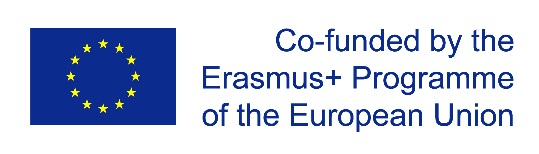 Co-funded by the
Erasmus+ Programme
of the European Union